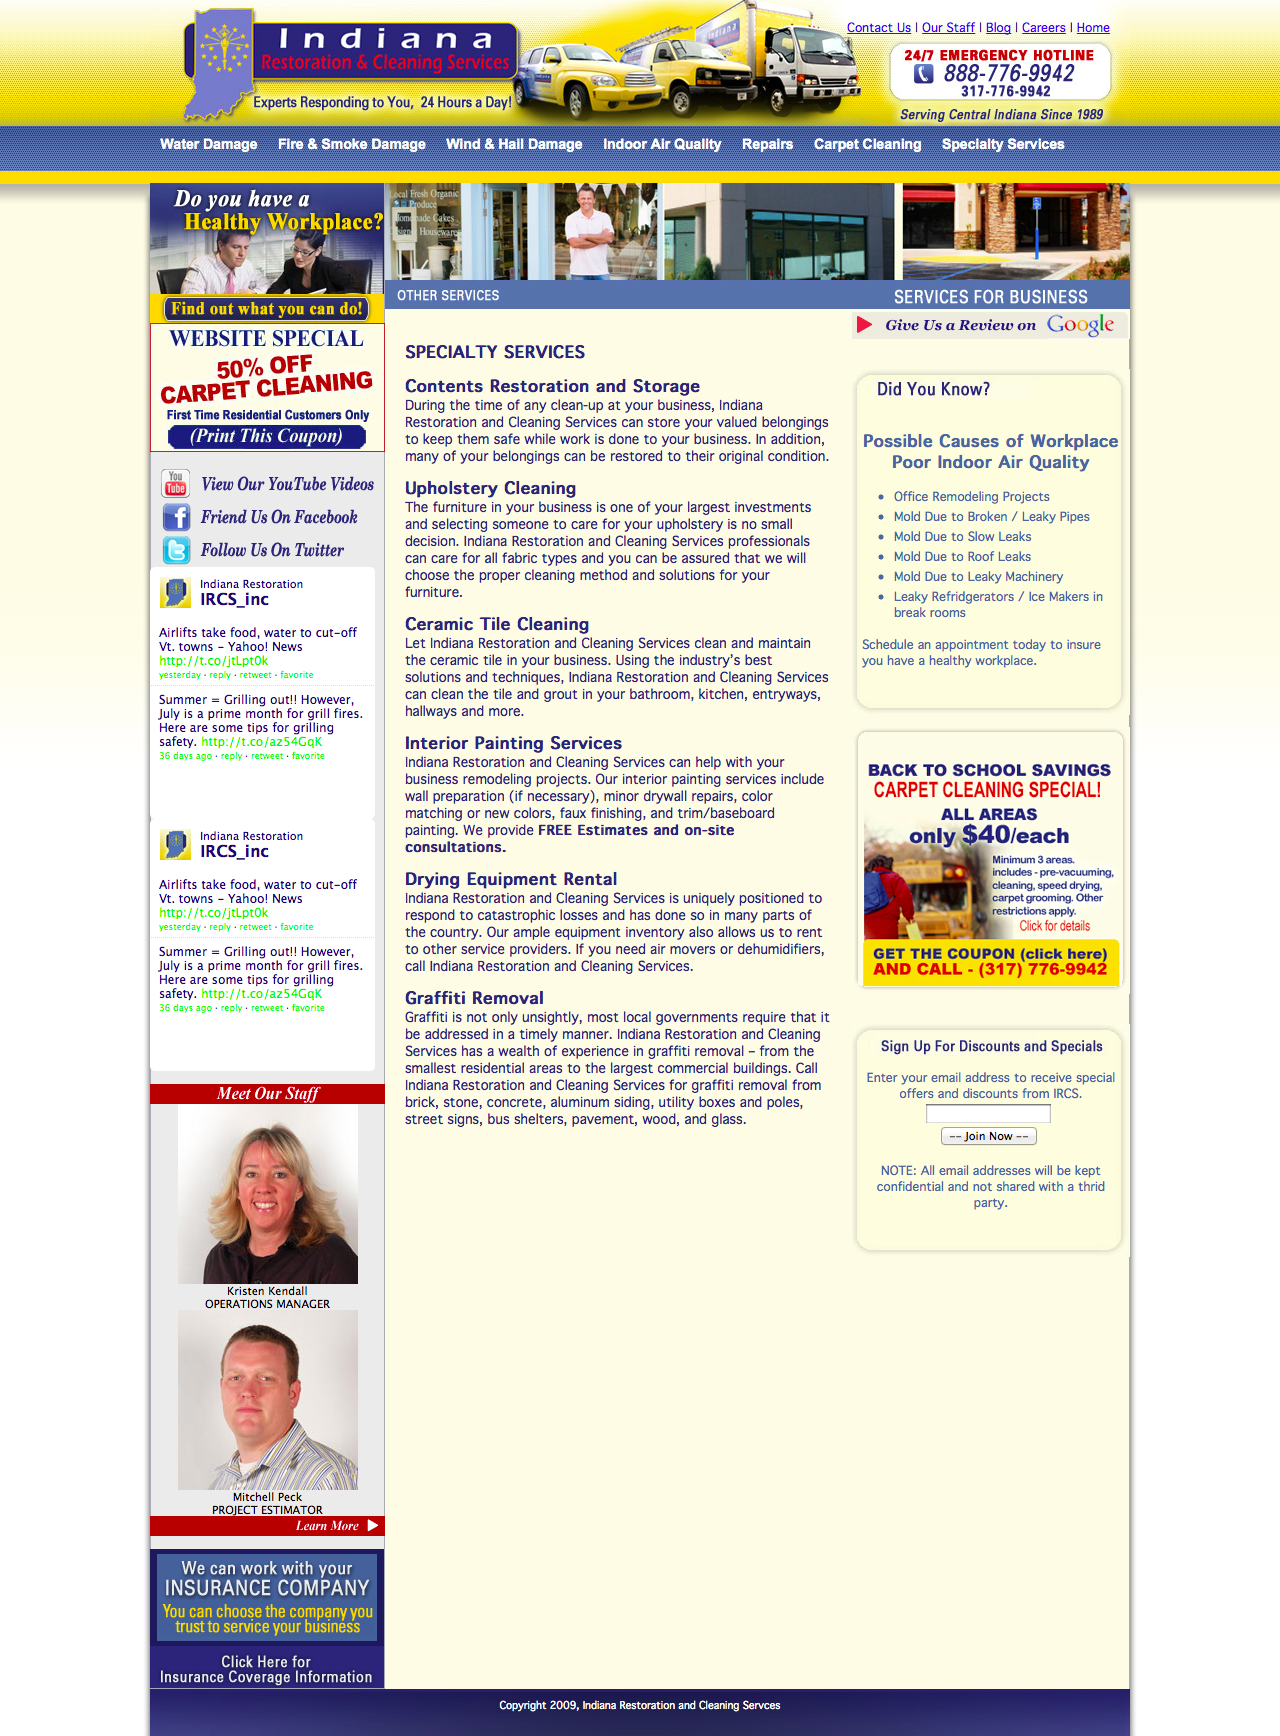 Indiana
Restoration & Cleaning Services
Experts Responding to You, 24 Hours a Day!
Contact Us | Our Staff | Blog | Careers | Home
24/7 EMERGENCY HOTLINE
888-776-9942
317-776-9942
Serving Central Indiana Since 1989
Water Damage Fire & Smoke Damage Wind & Hail Damage Indoor Air Quality Repairs Carpet Cleaning Specialty Services
Do you have a
Healthy Workplace?
Find out what you can do!
WEBSITE SPECIAL
50% OFF
CARPET CLEANING
First Time Residential Customers Only
(Print This Coupon)
View Our YouTube Videos
Friend Us On Facebook
Follow Us On Twitter
Indiana Restoration
IRCS_inc
Airlifts take food, water to cut-off
Vt. towns - Yahoo! News
http://t.co/jtLpt0k
yesterday · reply · retweet · favorite
Summer = Grilling out!! However,
July is a prime month for grill fires.
Here are some tips for grilling
safety. http://t.co/az54GqK
36 days ago · reply · retweet · favorite
Indiana Restoration
IRCS_inc
Airlifts take food, water to cut-off
Vt. towns - Yahoo! News
http://t.co/jtLpt0k
yesterday · reply · retweet · favorite
Summer = Grilling out!! However,
July is a prime month for grill fires.
Here are some tips for grilling
safety. http://t.co/az54GqK
36 days ago · reply · retweet · favorite
Meet Our Staff
Kristen Kendall
OPERATIONS MANAGER
Mitchell Peck
PROJECT ESTIMATOR
Learn More
We can work with your
INSURANCE COMPANY
You can choose the company you
trust to service your business
Click Here for
Insurance Coverage Information
Local Fresh Organic
Produce
Homemade Cakes
Designer Housewares
OTHER SERVICES
SERVICES FOR BUSINESS
SPECIALTY SERVICES
Contents Restoration and Storage
During the time of any clean-up at your business, Indiana
Restoration and Cleaning Services can store your valued belongings
to keep them safe while work is done to your business. In addition,
many of your belongings can be restored to their original condition.
Upholstery Cleaning
The furniture in your business is one of your largest investments
and selecting someone to care for your upholstery is no small
decision. Indiana Restoration and Cleaning Services professionals
can care for all fabric types and you can be assured that we will
choose the proper cleaning method and solutions for your
furniture.
Ceramic Tile Cleaning
Let Indiana Restoration and Cleaning Services clean and maintain
the ceramic tile in your business. Using the industry's best
solutions and techniques, Indiana Restoration and Cleaning Services
can clean the tile and grout in your bathroom, kitchen, entryways,
hallways and more.
Interior Painting Services
Indiana Restoration and Cleaning Services can help with your
business remodeling projects. Our interior painting services include
wall preparation (if necessary), minor drywall repairs, color
matching or new colors, faux finishing, and trim/baseboard
painting. We provide FREE Estimates and on-site
consultations.
Drying Equipment Rental
Indiana Restoration and Cleaning Services is uniquely positioned to
respond to catastrophic losses and has done so in many parts of
the country. Our ample equipment inventory also allows us to rent
to other service providers. If you need air movers or dehumidifiers,
call Indiana Restoration and Cleaning Services.
Graffiti Removal
Graffiti is not only unsightly, most local governments require that it
be addressed in a timely manner. Indiana Restoration and Cleaning
Services has a wealth of experience in graffiti removal – from the
smallest residential areas to the largest commercial buildings. Call
Indiana Restoration and Cleaning Services for graffiti removal from
brick, stone, concrete, aluminum siding, utility boxes and poles,
street signs, bus shelters, pavement, wood, and glass.
Give Us a Review on Google
Did You Know?
Possible Causes of Workplace
Poor Indoor Air Quality
Office Remodeling Projects
Mold Due to Broken / Leaky Pipes
Mold Due to Slow Leaks
Mold Due to Roof Leaks
Mold Due to Leaky Machinery
Leaky Refridgerators / Ice Makers in
break rooms
Schedule an appointment today to insure
you have a healthy workplace.
BACK TO SCHOOL SAVINGS
CARPET CLEANING SPECIAL!
ALL AREAS
only $40/each
Minimum 3 areas.
includes - pre-vacuuming,
cleaning, speed drying,
carpet grooming. Other
restrictions apply.
Click for details
GET THE COUPON (click here)
AND CALL - (317) 776-9942
Sign Up For Discounts and Specials
Enter your email address to receive special
offers and discounts from IRCS.
-- Join Now --
NOTE: All email addresses will be kept
confidential and not shared with a thrid
party.
Copyright 2009, Indiana Restoration and Cleaning Servces